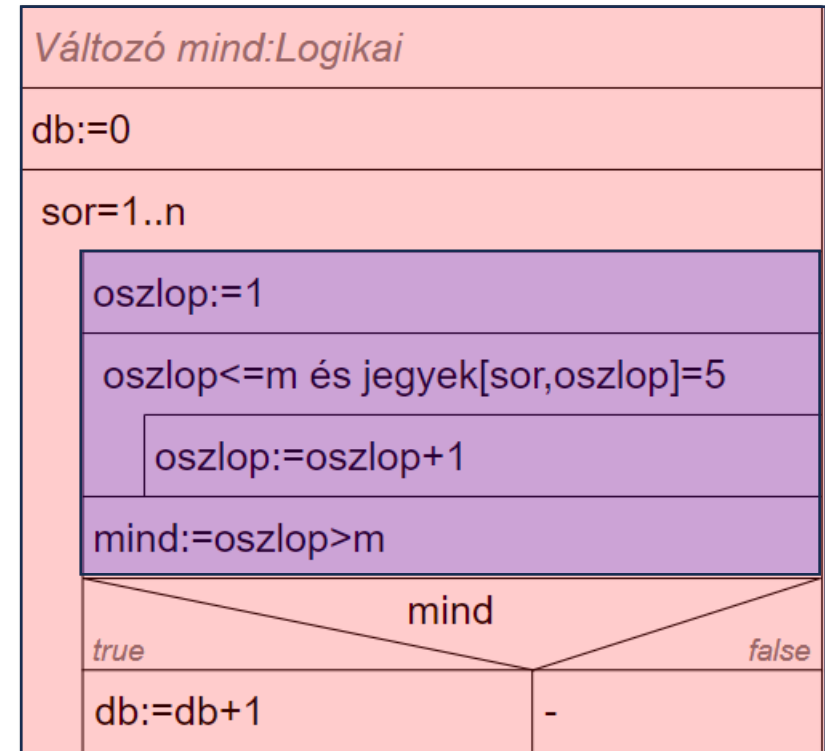 Változó mind:Logikai
db:=0
sor=1..n
oszlop:=1
oszlop<=m és jegyek[sor,oszlop]=5
oszlop:=oszlop+1
mind:=oszlop>m
mind
true false
db:=db+1 -